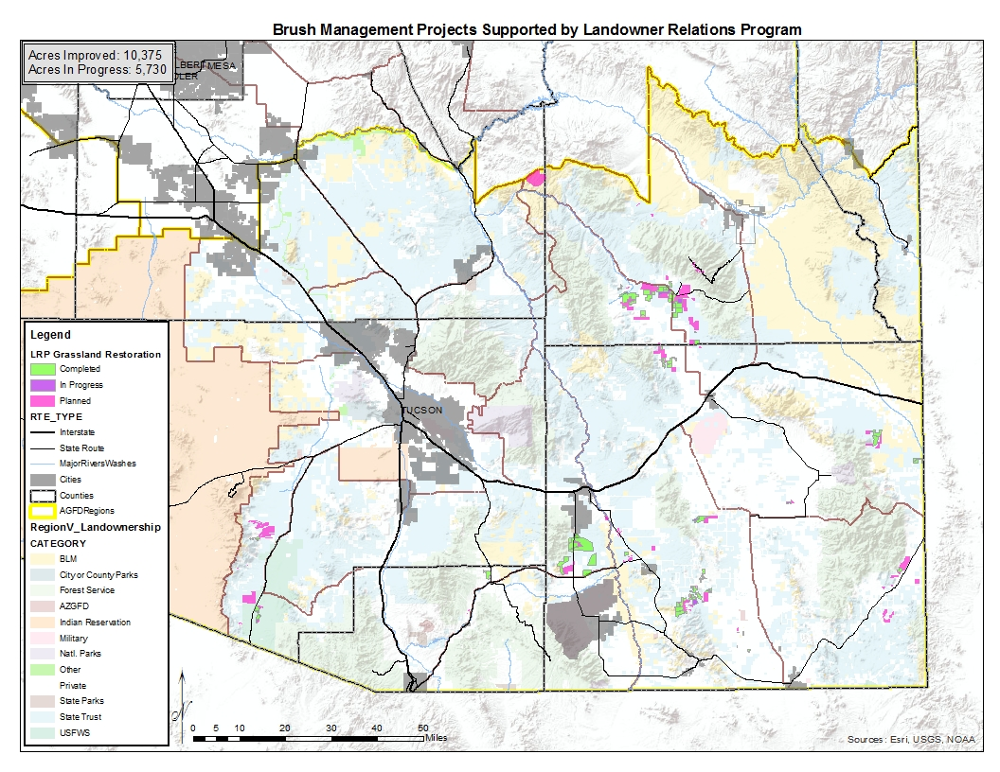 Brush Management Projects Supported by Landowner Relations Program
Acres Improved: 10,375
Acres In Progress: 5,730
LBERT MESA
DLER
TUCSON
Legend
LRP Grassland Restoration
Completed
In Progress
Planned
RTE_TYPE
Interstate
State Route
MajorRiversWashes
Cities
Counties
AGFDRegions
RegionV_Landownership
CATEGORY
BLM
City or County Parks
Forest Service
AZGFD
Indian Reservation
Military
Natl. Parks
Other
Private
State Parks
State Trust
USFWS
N
0 5 10 20 30 40 50
Miles
Sources: Esri, USGS, NOAA